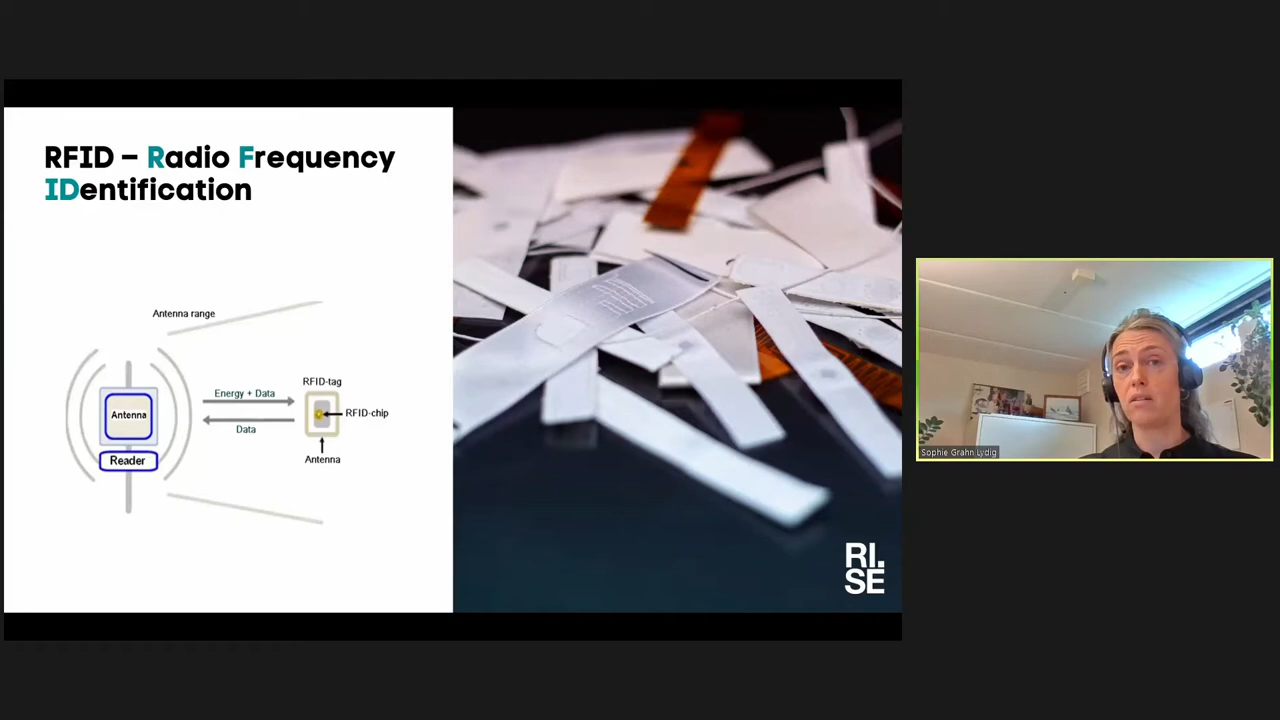 RFID – Radio Frequency
IDentification
Antenna range
RFID-tag
Energy + Data
Antenna
RFID-chip
Data
Reader
Antenna
RI.
SE
Sophie Grahn Lydig